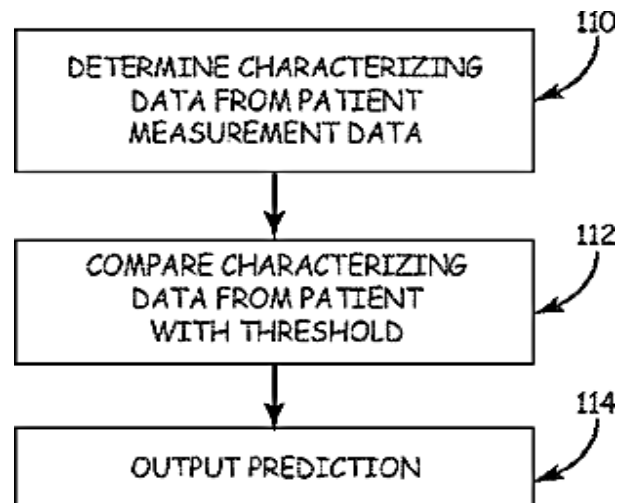 110
DETERMINE CHARACTERIZING
DATA FROM PATIENT
MEASUREMENT DATA
112
COMPARE CHARACTERIZING
DATA FROM PATIENT
WITH THRESHOLD
114
OUTPUT PREDICTION